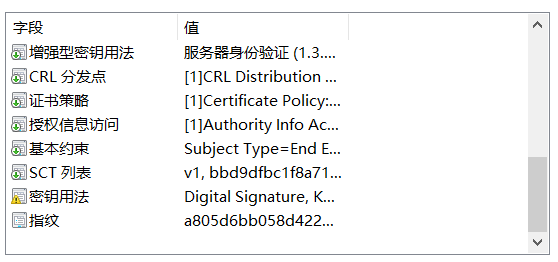 字段 值
增强型密钥用法 服务器身份验证 (1.3....
CRL 分发点 [1]CRL Distribution ...
证书策略 [1]Certificate Policy:...
授权信息访问 [1]Authority Info Ac...
基本约束 Subject Type=End E...
SCT 列表 v1, bbd9dfbc1f8a71...
密钥用法 Digital Signature, K...
指纹 a805d6bb058d422...